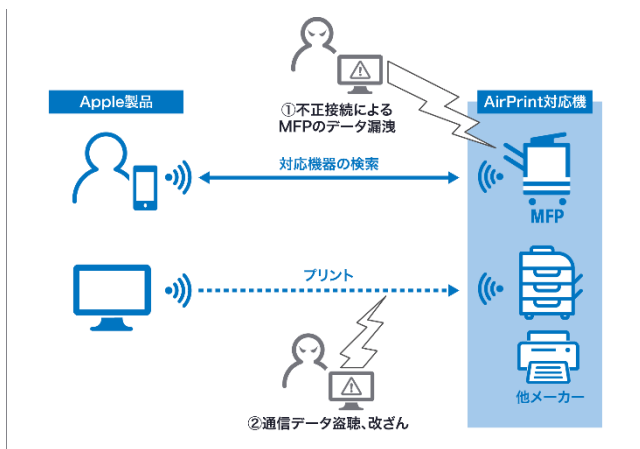 Apple製品
①不正接続による
MFPのデータ漏洩
AirPrint対応機
対応機器の検索
MFP
プリント
他メーカー
②通信データ盗聴、改ざん